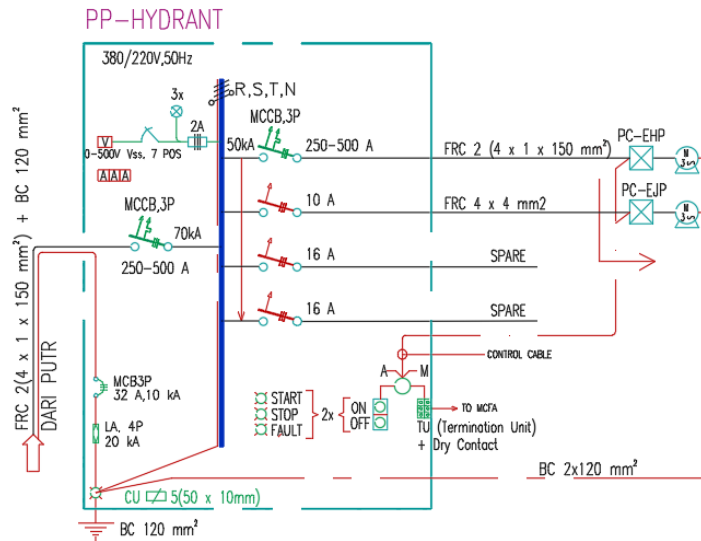 PP-HYDRANT
380/220V,50Hz
3x
R,S,T,N
2A
MCCB,3P
50kA
250-500 A
FRC 2 (4 x 1 x 150 mm²)
PC-EHP
M
3~
V
0-500V Vss, 7 POS
A A A
10 A
FRC 4 x 4 mm2
PC-EJP
M
3~
MCCB,3P
70kA
250-500 A
16 A
SPARE
16 A
SPARE
FRC 2(4 x 1 x 150 mm²) + BC 120 mm²
DARI PUTR
MCB3P
32 A,10 kA
LA, 4P
20 kA
CONTROL CABLE
A
M
START
STOP
FAULT
2x
ON
OFF
TO MCFA
TU (Termination Unit)
+ Dry Contact
BC 2x120 mm²
CU 5(50 x 10mm)
BC 120 mm²